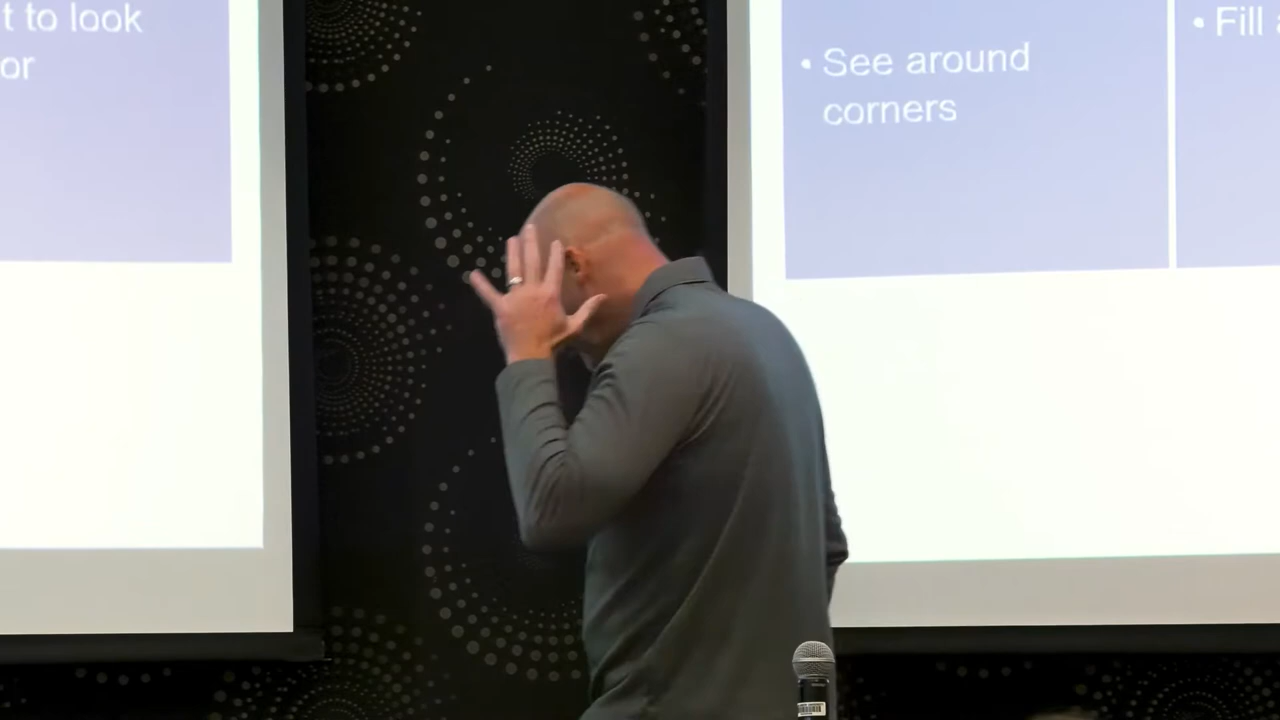 t to look
or
• See around
corners
• Fill